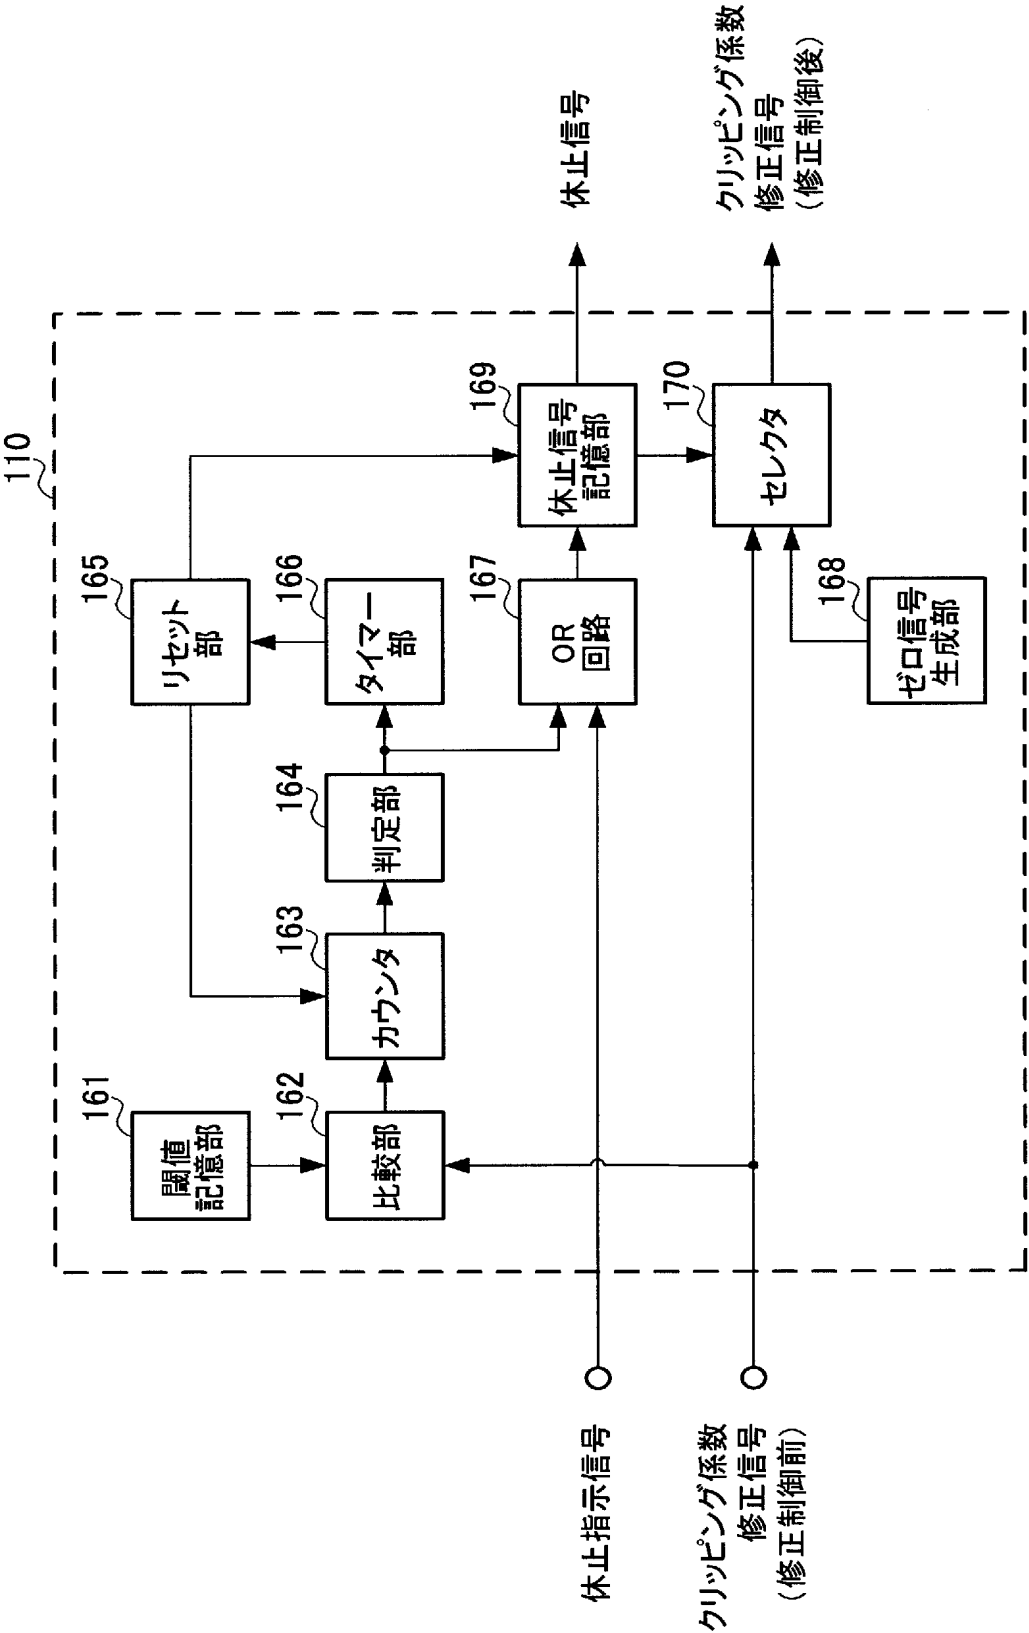 110
161
閾値
記憶部
162
比較部
163
カウンタ
164
判定部
165
リセット
部
166
タイマー
部
167
OR
回路
168
ゼロ信号
生成部
169
休止信号
記憶部
170
セレクタ
休止指示信号
クリッピング係数
修正信号
(修正制御前)
休止信号
クリッピング係数
修正信号
(修正制御後)